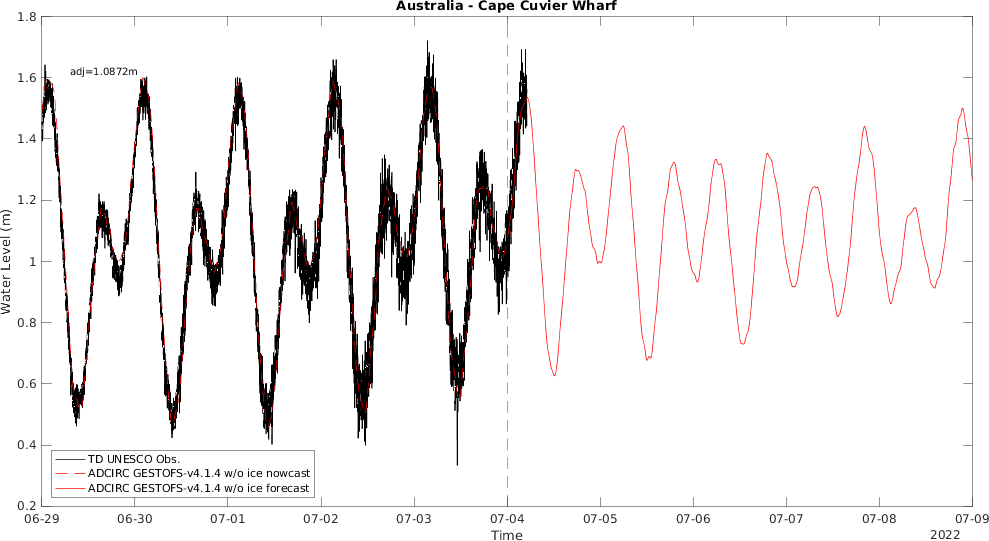 Australia - Cape Cuvier Wharf
1.8
1.6
1.4
1.2
1
0.8
0.6
0.4
0.2
Water Level (m)
adj=1.0872m
TD UNESCO Obs.
ADCIRC GESTOFS-v4.1.4 w/o ice nowcast
ADCIRC GESTOFS-v4.1.4 w/o ice forecast
06-29 06-30 07-01 07-02 07-03 07-04 07-05 07-06 07-07 07-08 07-09
Time
2022